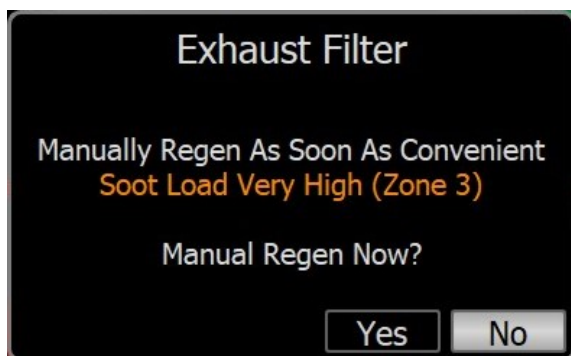 Exhaust Filter
Manually Regen As Soon As Convenient
Soot Load Very High (Zone 3)
Manual Regen Now?
Yes No